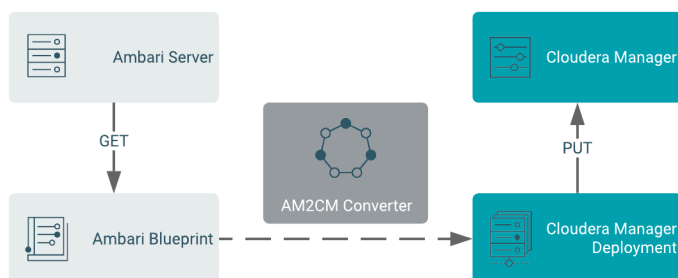 Ambari Server
Cloudera Manager
GET
PUT
AM2CM Converter
Ambari Blueprint
Cloudera Manager
Deployment